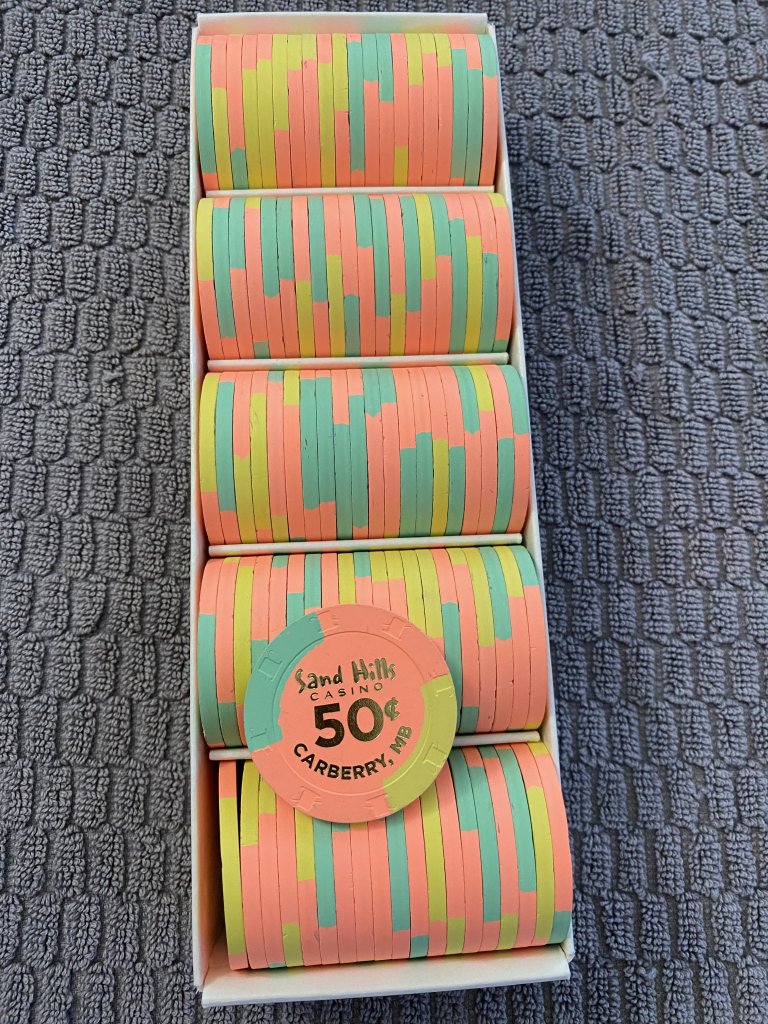 Sand Hills
CASINO
50¢
CARBERRY, MB